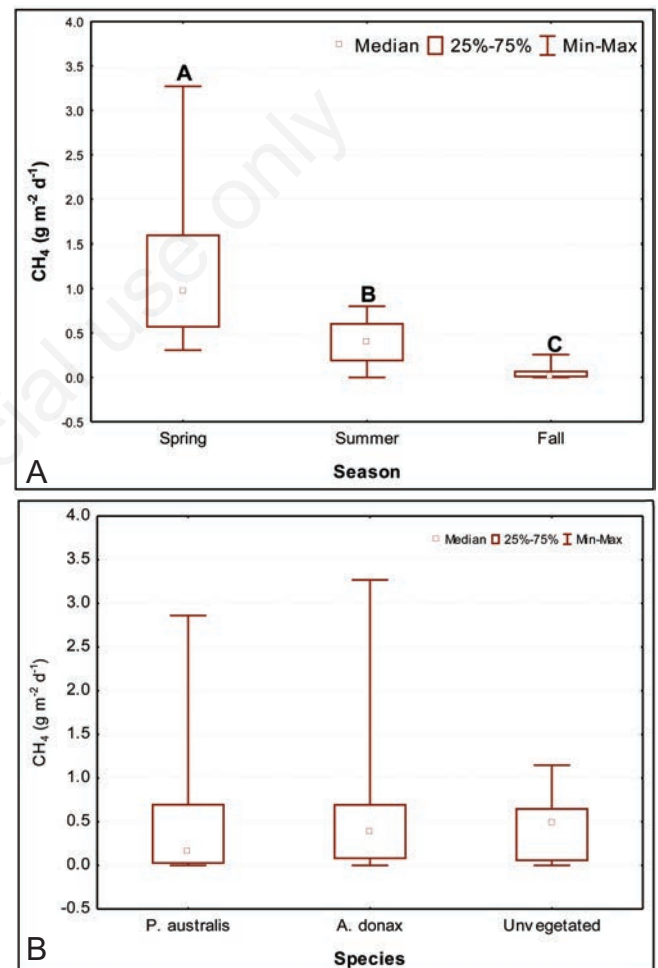 4.0
3.5
3.0
2.5
2.0
1.5
1.0
0.5
0.0
-0.5
CH₄ (g m⁻² d⁻¹)
Median 25%-75% Min-Max
A
B
C
Spring Summer Fall
Season
A
cial use only
4.0
3.5
3.0
2.5
2.0
1.5
1.0
0.5
0.0
-0.5
CH₄ (g m⁻² d⁻¹)
Median 25%-75% Min-Max
P. australis A. donax Unvegetated
Species
B